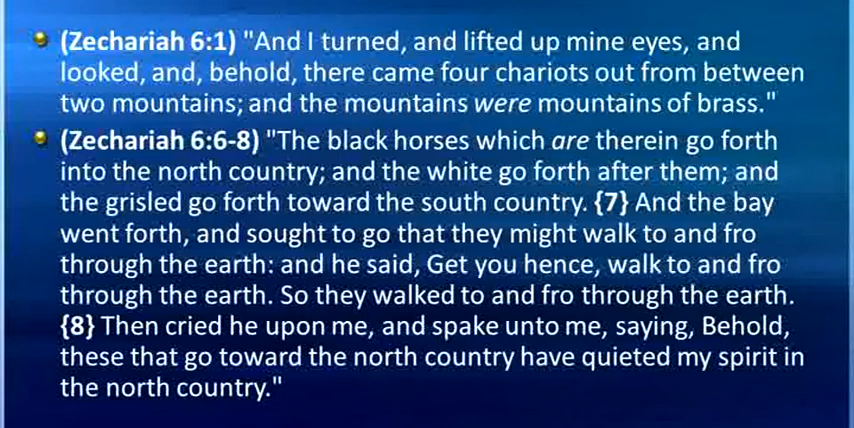 (Zechariah 6:1) "And I turned, and lifted up mine eyes, and
looked, and, behold, there came four chariots out from between
two mountains; and the mountains were mountains of brass."
(Zechariah 6:6-8) "The black horses which are therein go forth
into the north country; and the white go forth after them; and
the grisled go forth toward the south country. {7} And the bay
went forth, and sought to go that they might walk to and fro
through the earth: and he said, Get you hence, walk to and fro
through the earth. So they walked to and fro through the earth.
{8} Then cried he upon me, and spake unto me, saying, Behold,
these that go toward the north country have quieted my spirit in
the north country."